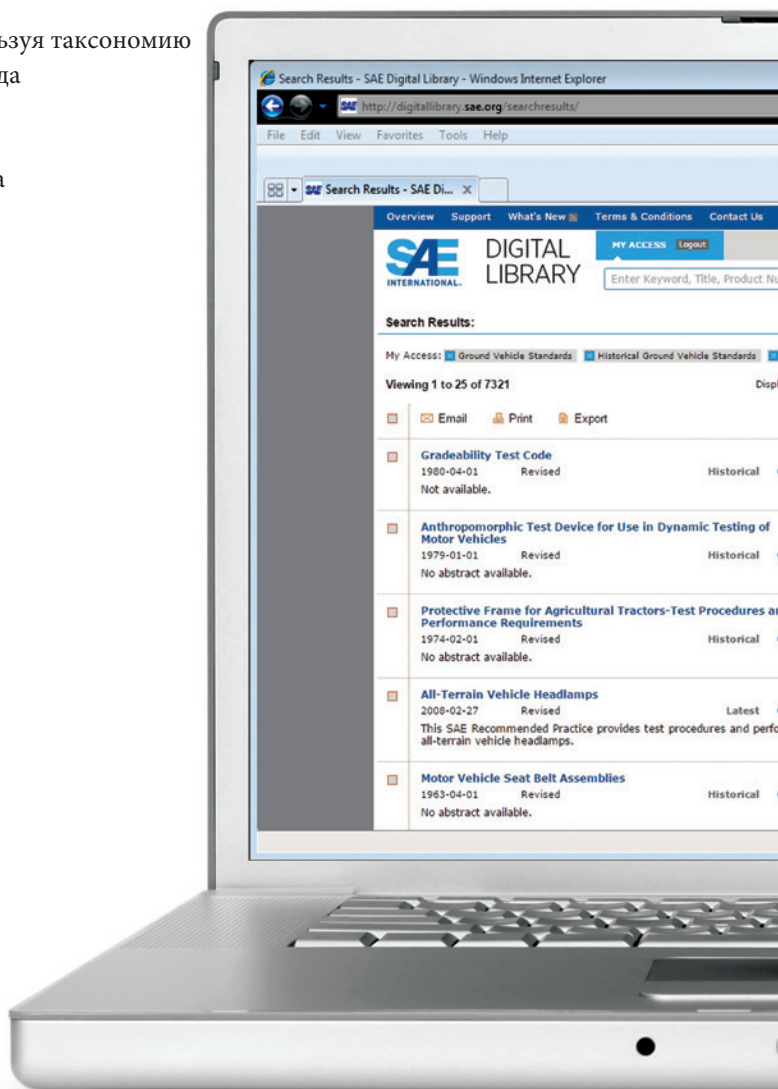 таксономию
Search Results - SAE Digital Library - Windows Internet Explorer
SAE http://digitallibrary.sae.org/searchresults/
File Edit View Favorites Tools Help
SAE Search Results - SAE Di... X
Overview Support What's New Terms & Conditions Contact Us
MY ACCESS Logout
SAE
INTERNATIONAL.
DIGITAL
LIBRARY
Enter Keyword, Title, Product
Search Results:
My Access: Ground Vehicle Standards Historical Ground Vehicle Standards
Viewing 1 to 25 of 7321
Email Print Export
Gradeability Test Code
1980-04-01 Revised Historical
Not available.
Anthropomorphic Test Device for Use in Dynamic Testing of
Motor Vehicles
1979-01-01 Revised Historical
No abstract available.
Protective Frame for Agricultural Tractors-Test Procedures
Performance Requirements
1974-02-01 Revised Historical
No abstract available.
All-Terrain Vehicle Headlamps
2008-02-27 Revised Latest
This SAE Recommended Practice provides test procedures and
all-terrain vehicle headlamps.
Motor Vehicle Seat Belt Assemblies
1963-04-01 Revised Historical
No abstract available.